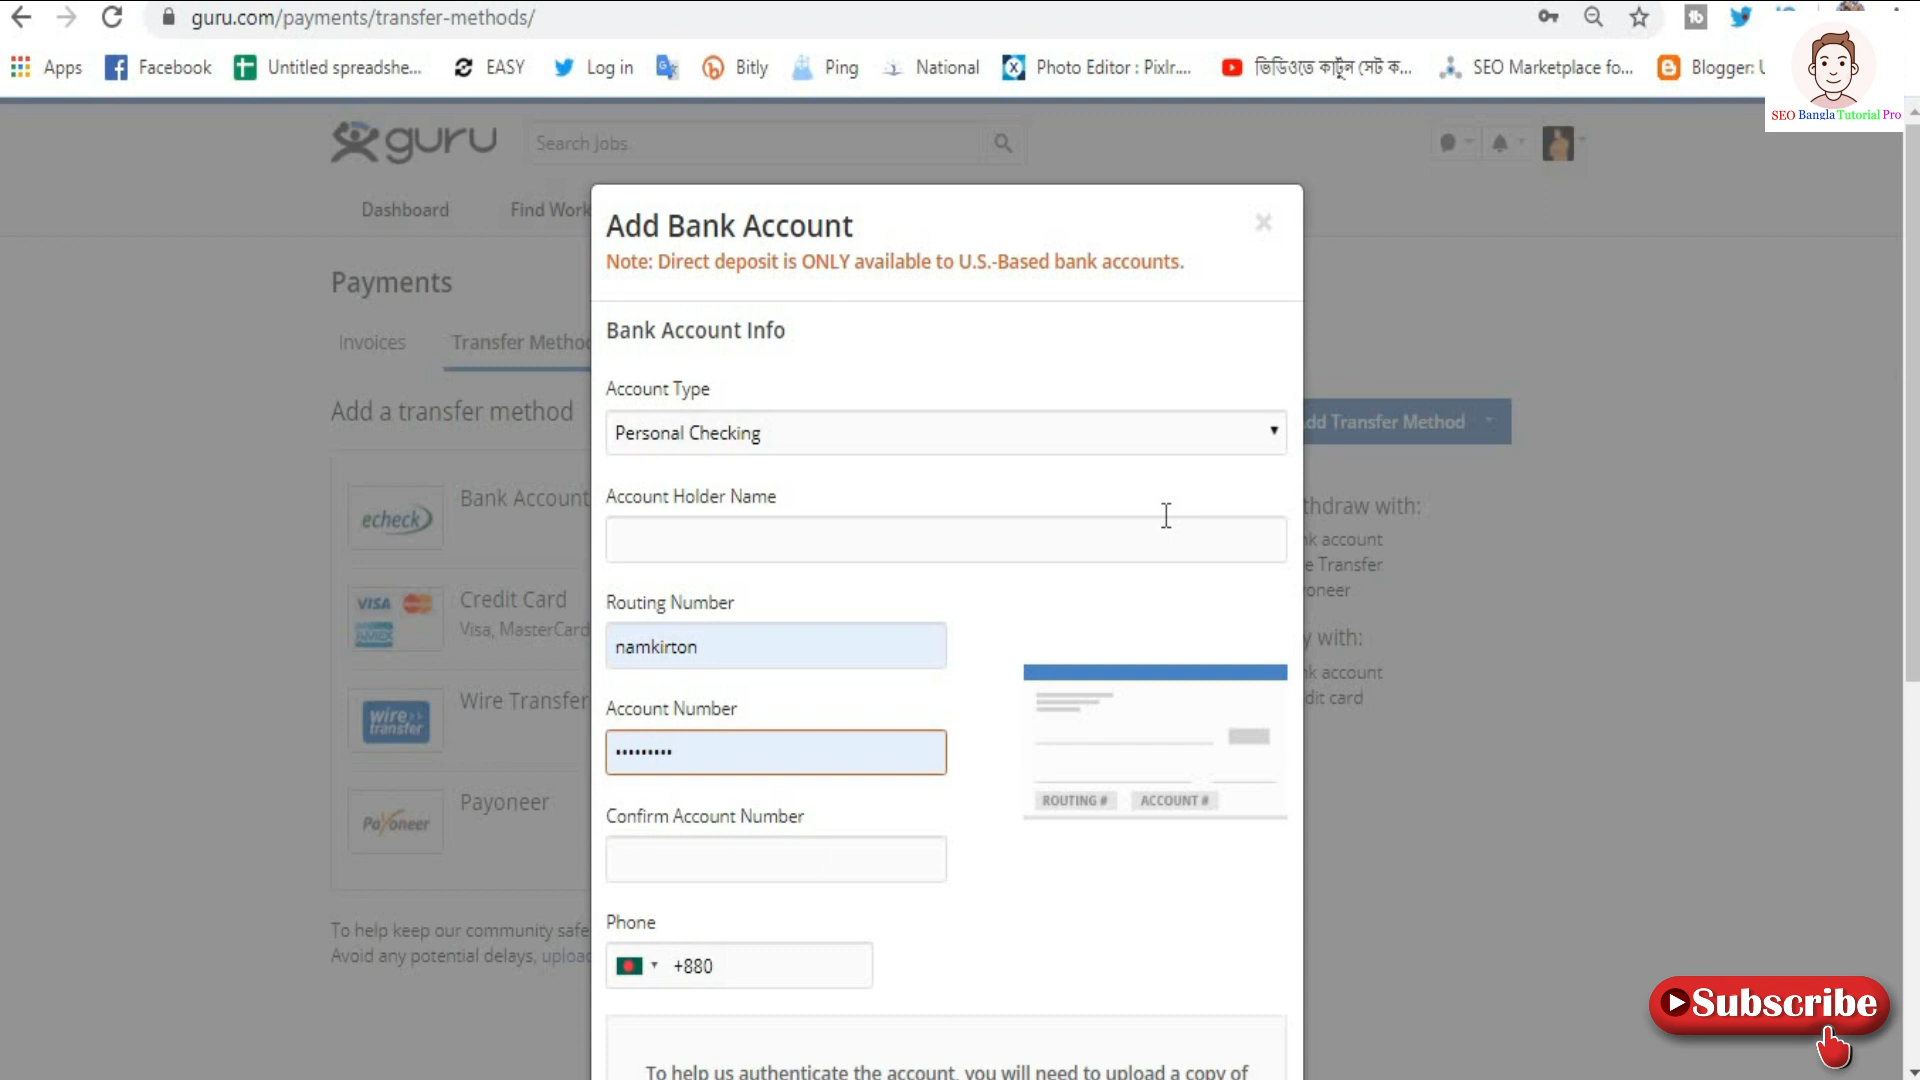 guru.com/payments/transfer-methods/
Apps Facebook Untitled spreadshe... EASY Log in Bitly Ping National Photo Editor : Pixlr.... ভিডিওতে কার্টুন সেট ক... SEO Marketplace fo... Blogger: U
SEO Bangla Tutorial Pro
guru Search Jobs
Dashboard Find Work
Add Bank Account
Note: Direct deposit is ONLY available to U.S.-Based bank accounts.
Payments
Invoices Transfer Metho
Bank Account Info
Account Type
Personal Checking
Add a transfer method
dd Transfer Method
Account Holder Name
echeck Bank Account
thdraw with:
nk account
e Transfer
oneer
VISA AMEX Credit Card
Visa, MasterCard
Routing Number
namkirton
y with:
nk account
dit card
wire transfer Wire Transfer
Account Number
•••••••••
ROUTING # ACCOUNT #
Payoneer Payoneer
Confirm Account Number
Phone
+880
To help keep our community safe
Avoid any potential delays, upload
Subscribe
To help us authenticate the account, you will need to upload a copy of